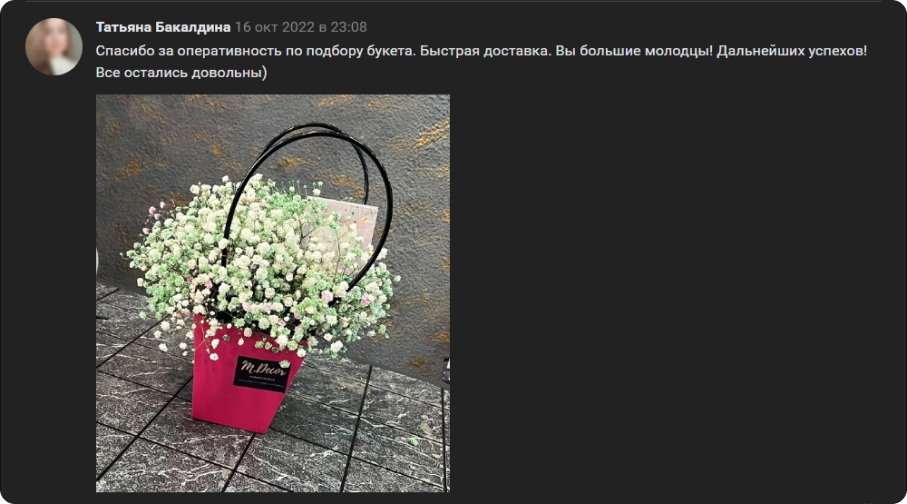 Татьяна Бакалдина 16 окт 2022 в 23:08
Спасибо за оперативность по подбору букета. Быстрая доставка. Вы большие молодцы! Дальнейших успехов!
Все остались довольны)
M.Decor